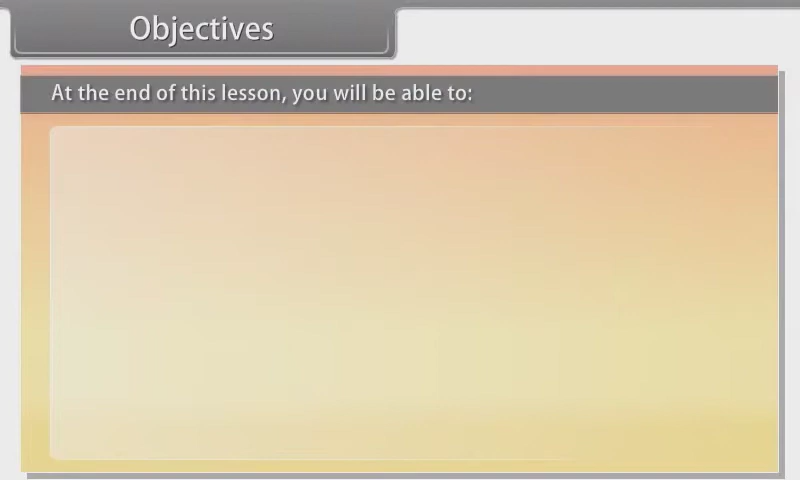 Objectives
At the end of this lesson, you will be able to: